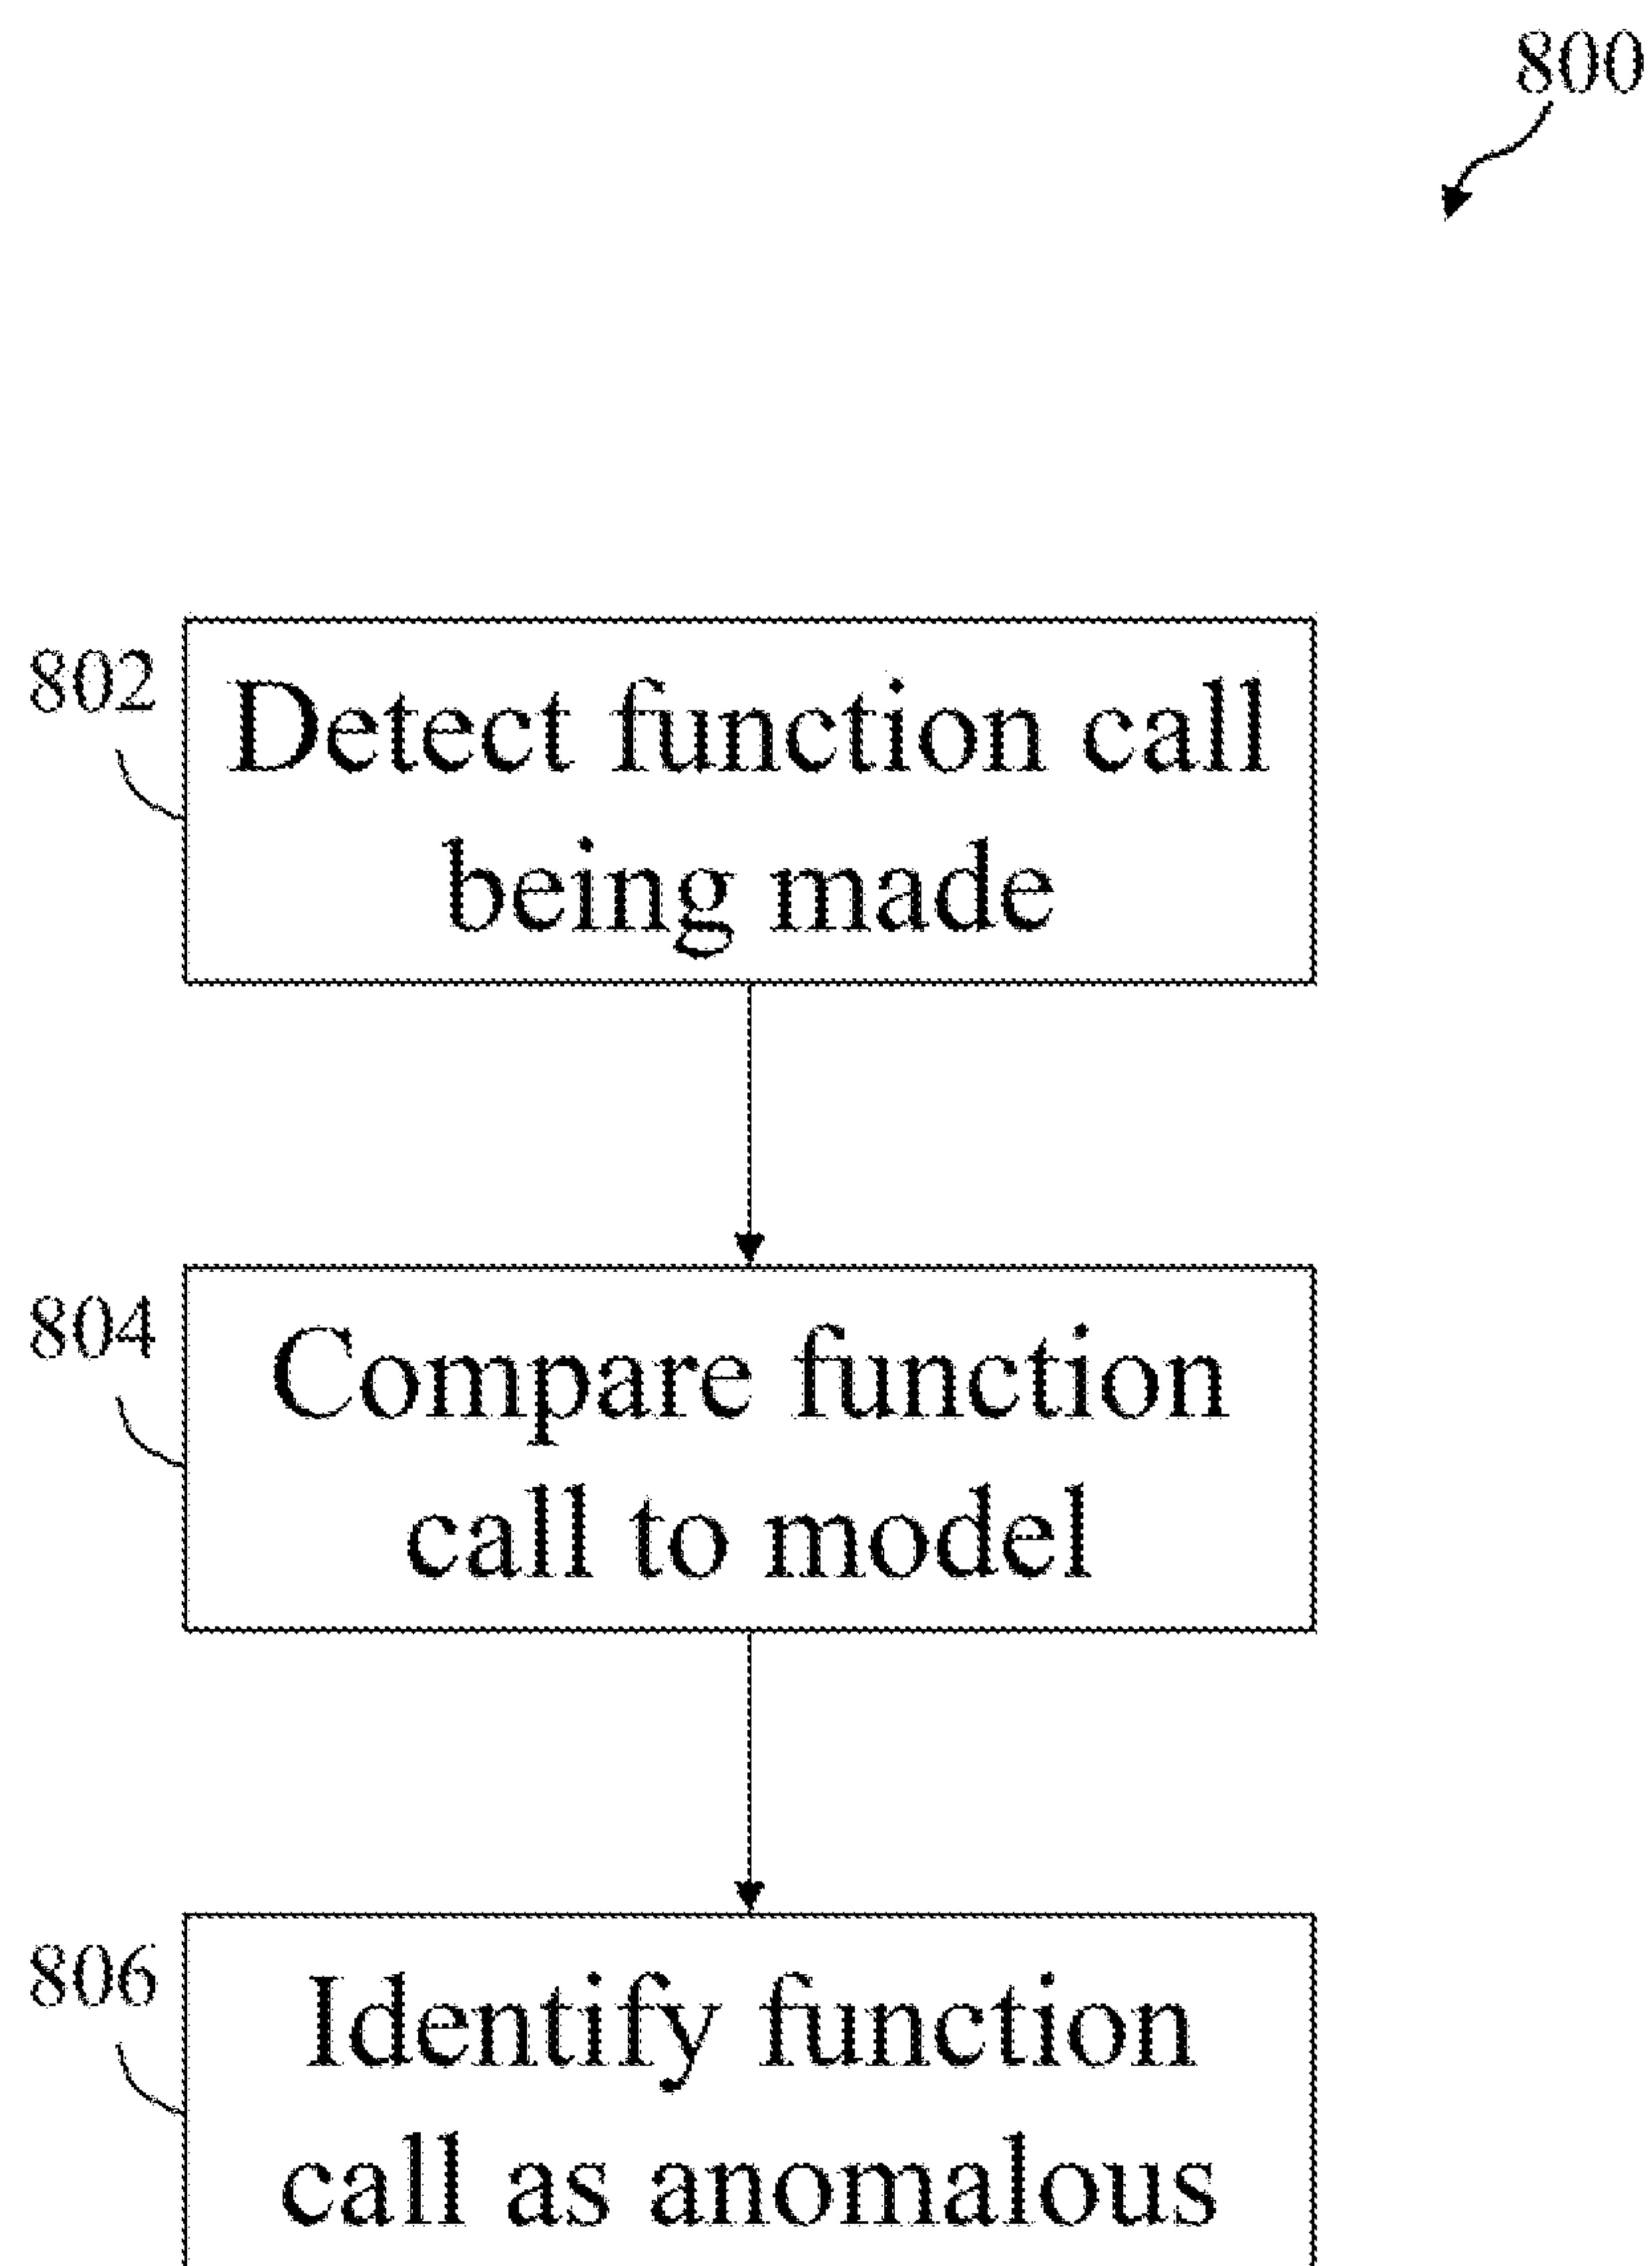 800
802
Detect function call
being made
804
Compare function
call to model
806
Identify function
call as anomalous